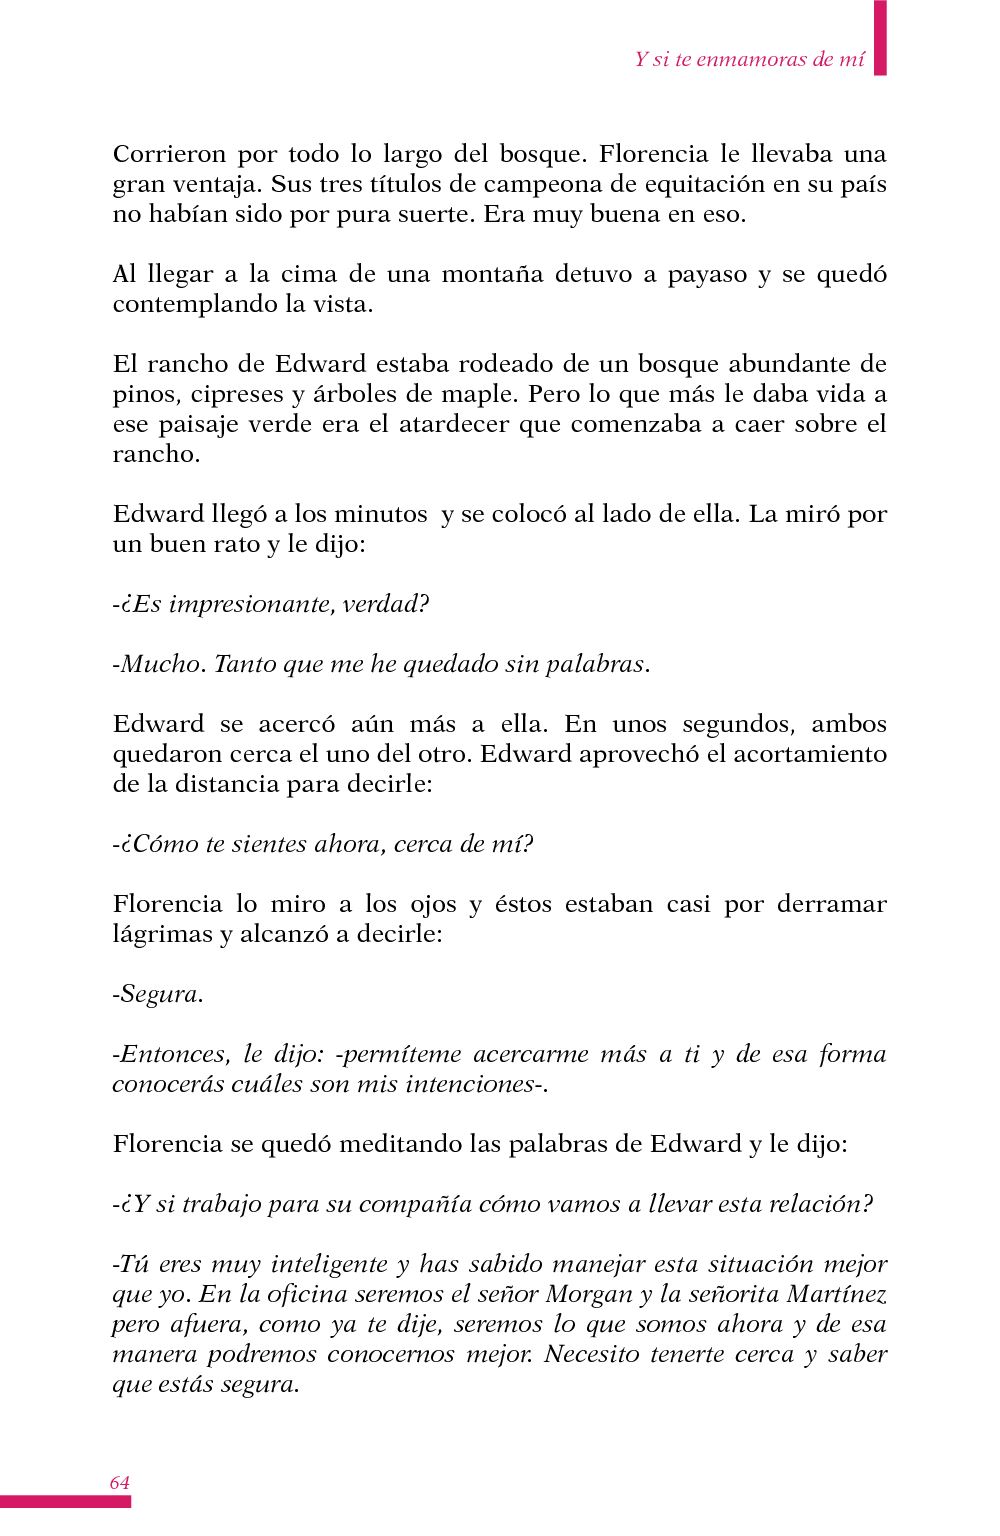 Y si te enmamoras de mí
Corrieron por todo lo largo del bosque. Florencia le llevaba una
gran ventaja. Sus tres títulos de campeona de equitación en su país
no habían sido por pura suerte. Era muy buena en eso.
Al llegar a la cima de una montaña detuvo a payaso y se quedó
contemplando la vista.
El rancho de Edward estaba rodeado de un bosque abundante de
pinos, cipreses y árboles de maple. Pero lo que más le daba vida a
ese paisaje verde era el atardecer que comenzaba a caer sobre el
rancho.
Edward llegó a los minutos  y se colocó al lado de ella. La miró por
un buen rato y le dijo:
-¿Es impresionante, verdad?
-Mucho. Tanto que me he quedado sin palabras.
Edward se acercó aún más a ella. En unos segundos, ambos
quedaron cerca el uno del otro. Edward aprovechó el acortamiento
de la distancia para decirle:
-¿Cómo te sientes ahora, cerca de mí?
Florencia lo miro a los ojos y éstos estaban casi por derramar
lágrimas y alcanzó a decirle:
-Segura.
-Entonces, le dijo: -permíteme acercarme más a ti y de esa forma
conocerás cuáles son mis intenciones-.
Florencia se quedó meditando las palabras de Edward y le dijo:
-¿Y si trabajo para su compañía cómo vamos a llevar esta relación?
-Tú eres muy inteligente y has sabido manejar esta situación mejor
que yo. En la oficina seremos el señor Morgan y la señorita Martínez
pero afuera, como ya te dije, seremos lo que somos ahora y de esa
manera podremos conocernos mejor. Necesito tenerte cerca y saber
que estás segura.
64